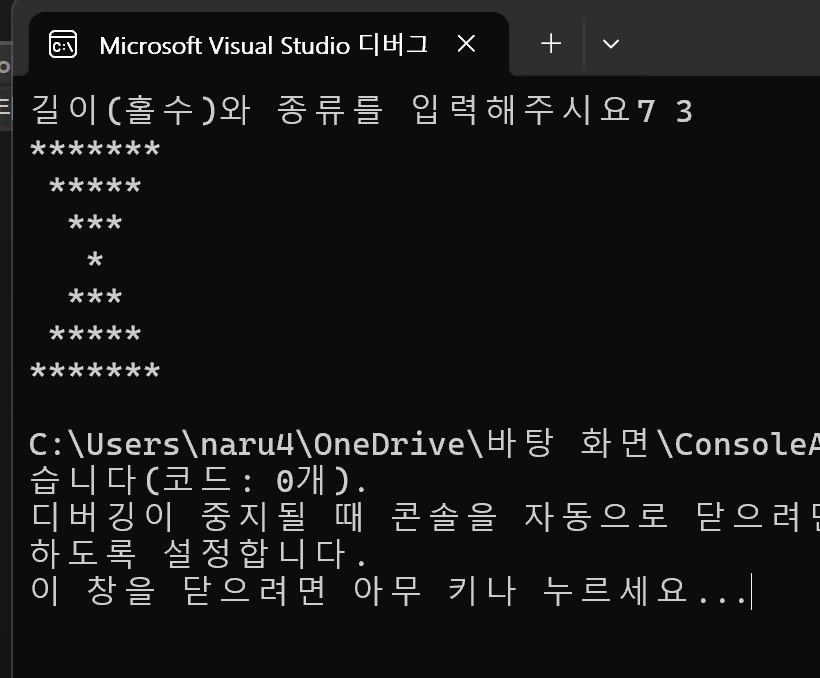 Microsoft Visual Studio 디버그
길이(홀수)와 종류를 입력해주시요7 3
*******
 *****
  ***
   *
  ***
 *****
*******
C:\Users\naru4\OneDrive\바탕 화면\ConsoleA
습니다(코드: 0개).
디버깅이 중지될 때 콘솔을 자동으로 닫으려면
하도록 설정합니다.
이 창을 닫으려면 아무 키나 누르세요...